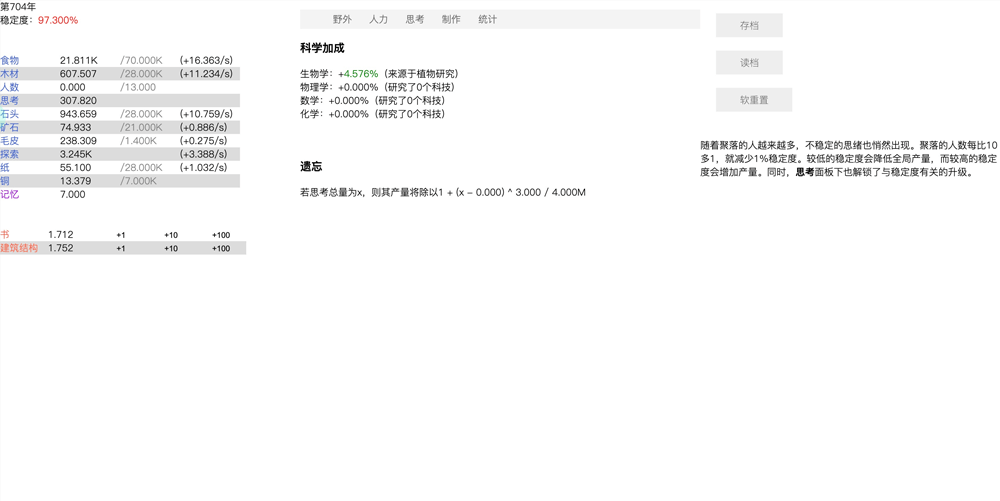 第704年
稳定度：97.300%
食物 21.811K /70.000K (+16.363/s)
木材 607.507 /28.000K (+11.234/s)
人数 0.000 /13.000
思考 307.820
石头 943.659 /28.000K (+10.759/s)
矿石 74.933 /21.000K (+0.886/s)
毛皮 238.309 /1.400K (+0.275/s)
探索 3.245K (+3.388/s)
纸 55.100 /28.000K (+1.032/s)
铜 13.379 /7.000K
记忆 7.000
书 1.712 +1 +10 +100
建筑结构 1.752 +1 +10 +100
野外 人力 思考 制作 统计
科学加成
生物学：+4.576%（来源于植物研究）
物理学：+0.000%（研究了0个科技）
数学：+0.000%（研究了0个科技）
化学：+0.000%（研究了0个科技）
遗忘
若思考总量为x，则其产量将除以1 + (x − 0.000) ^ 3.000 / 4.000M
存档
读档
软重置
随着聚落的人越来越多，不稳定的思绪也悄然出现。聚落的人数每比10
多1，就减少1%稳定度。较低的稳定度会降低全局产量，而较高的稳定
度会增加产量。同时，思考面板下也解锁了与稳定度有关的升级。